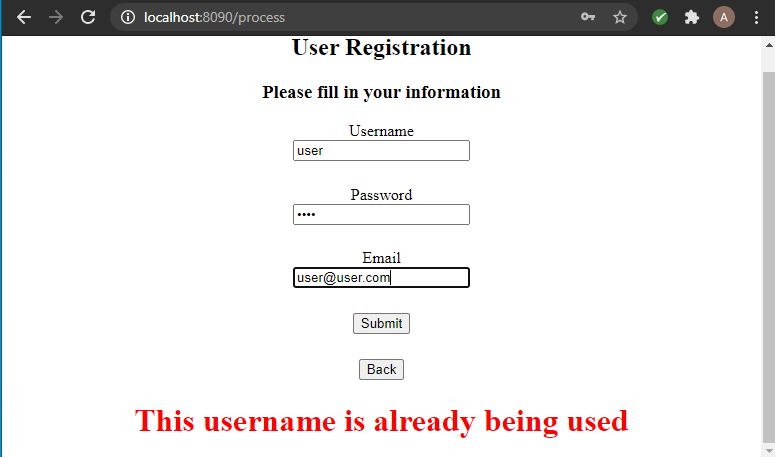 localhost:8090/process
A
User Registration
Please fill in your information
Username
user
Password
••••
Email
user@user.com
Submit
Back
This username is already being used